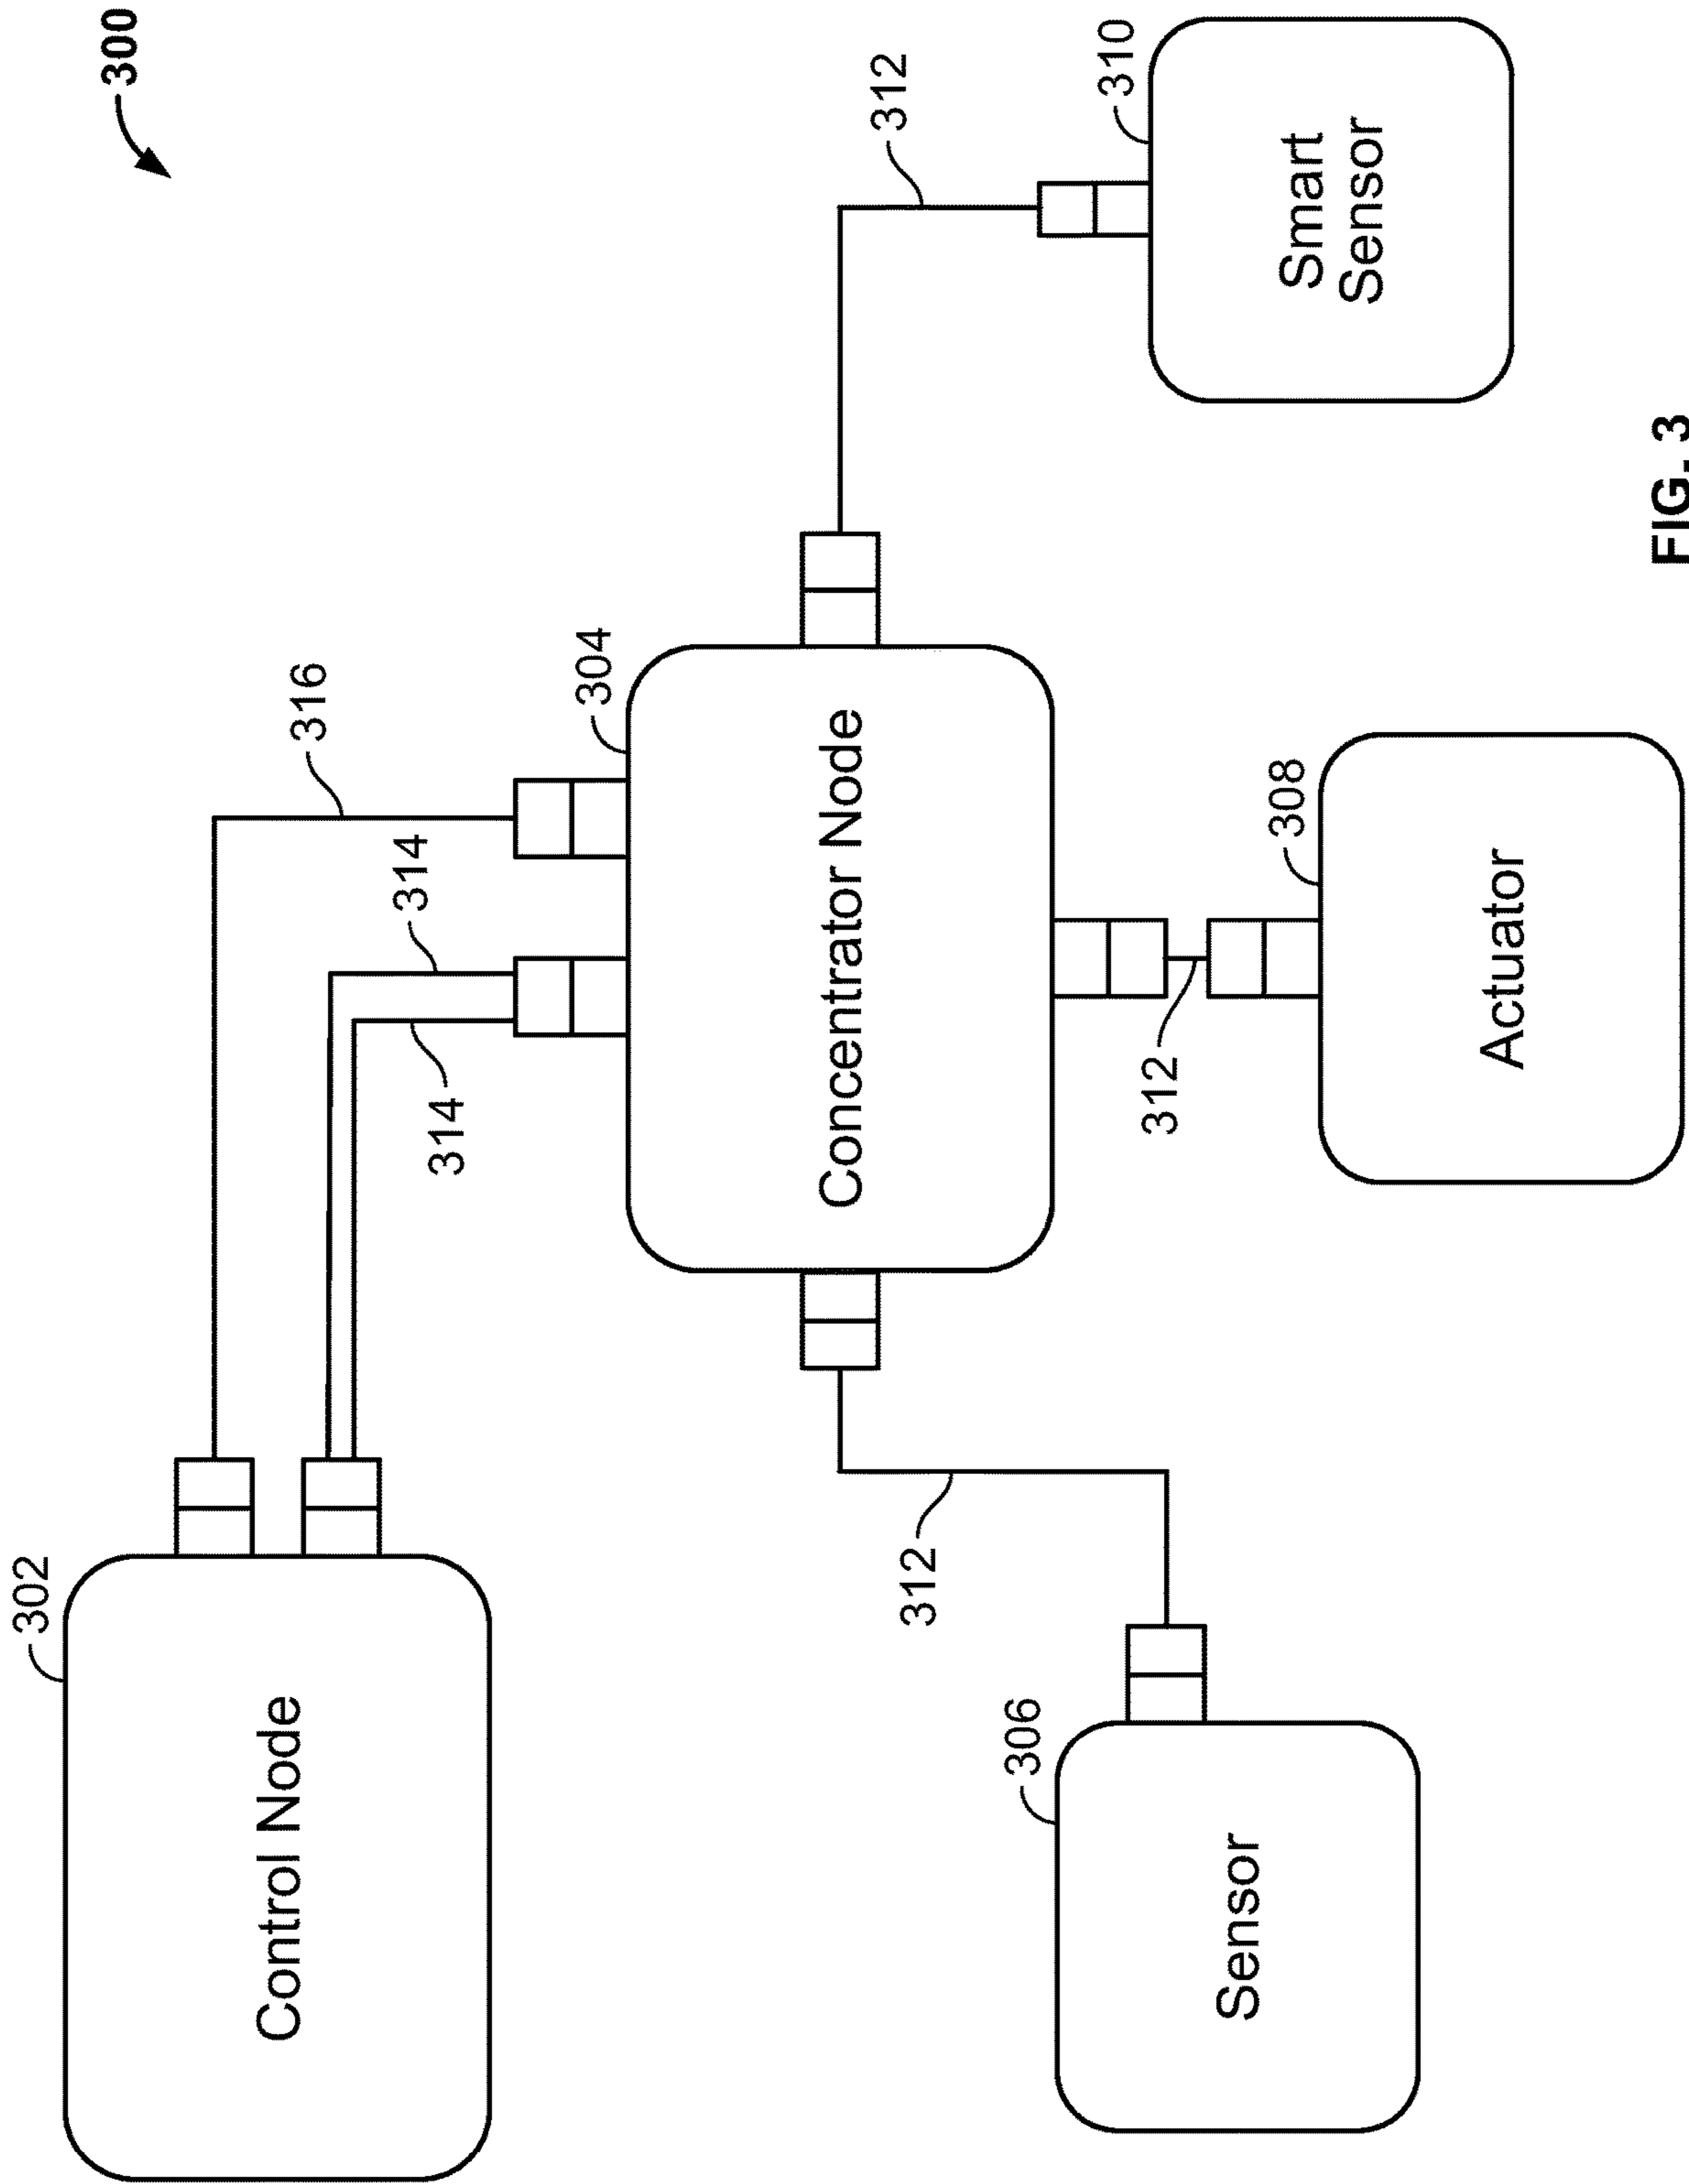 302
300
Control Node
316
314
314
304
Concentrator Node
312
312
306
310
312
Sensor
308
Smart
Sensor
Actuator
FIG. 3